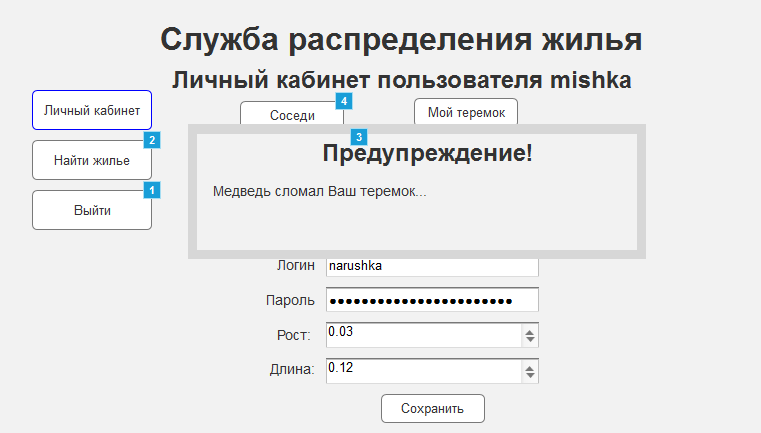 Служба распределения жилья
Личный кабинет пользователя mishka
Личный кабинет
4
Соседи
Мой теремок
2
Найти жилье
3
Предупреждение!
1
Выйти
Медведь сломал Ваш теремок...
Логин narushka
Пароль ●●●●●●●●●●●●●●●●●●●●●●●
Рост: 0.03
Длина: 0.12
Сохранить